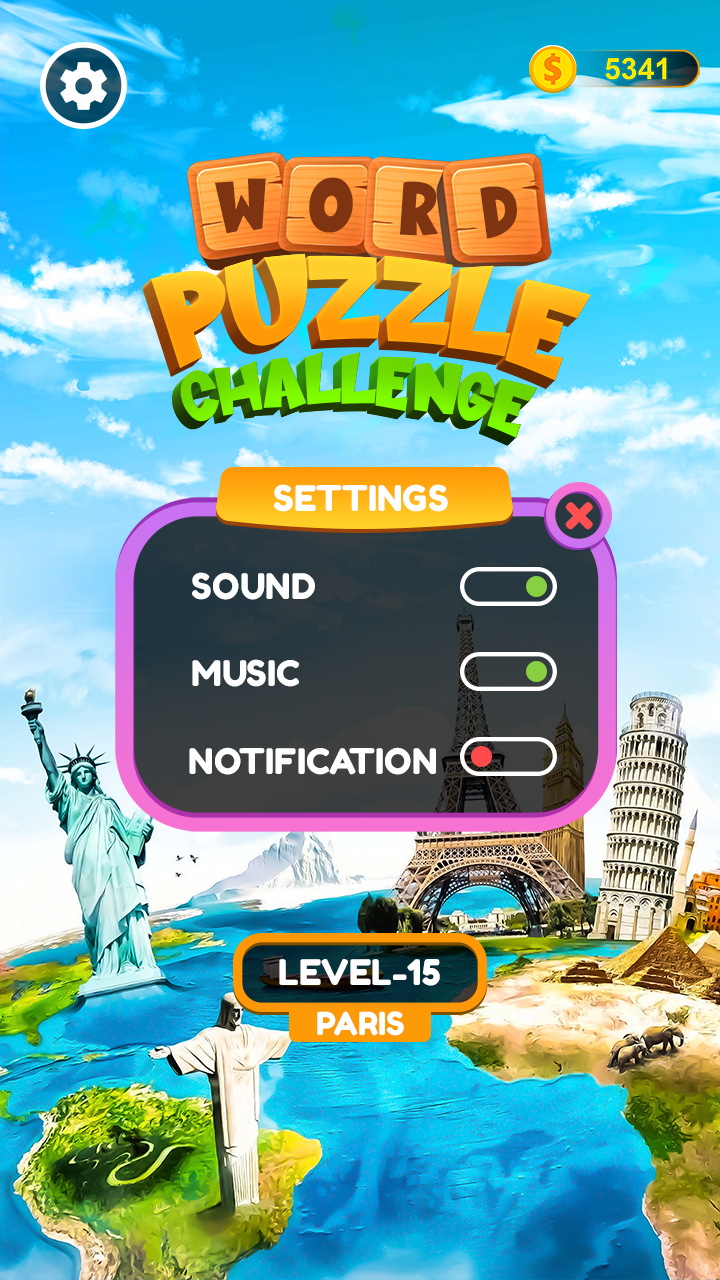 $ 5341
WORD
PUZZLE
CHALLENGE
SETTINGS
SOUND
MUSIC
NOTIFICATION
LEVEL-15
PARIS